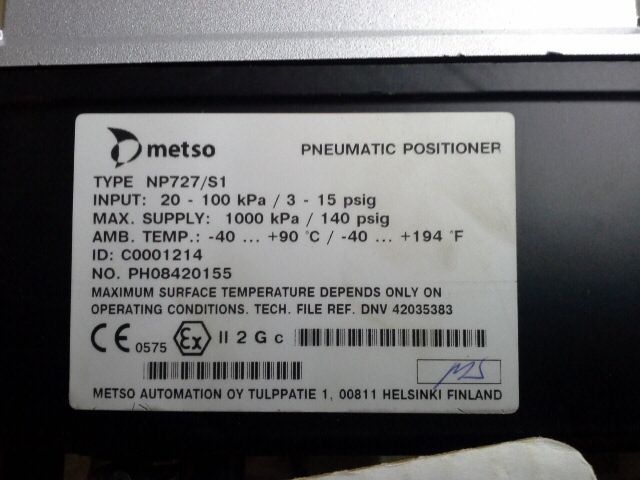 metso PNEUMATIC POSITIONER
TYPE NP727/S1
INPUT: 20 - 100 kPa / 3 - 15 psig
MAX. SUPPLY: 1000 kPa / 140 psig
AMB. TEMP.: -40 ... +90 °C / -40 ... +194 °F
ID: C0001214
NO. PH08420155
MAXIMUM SURFACE TEMPERATURE DEPENDS ONLY ON
OPERATING CONDITIONS. TECH. FILE REF. DNV 42035383
CE 0575 Ex II 2 G c
MS
METSO AUTOMATION OY TULPPATIE 1, 00811 HELSINKI FINLAND